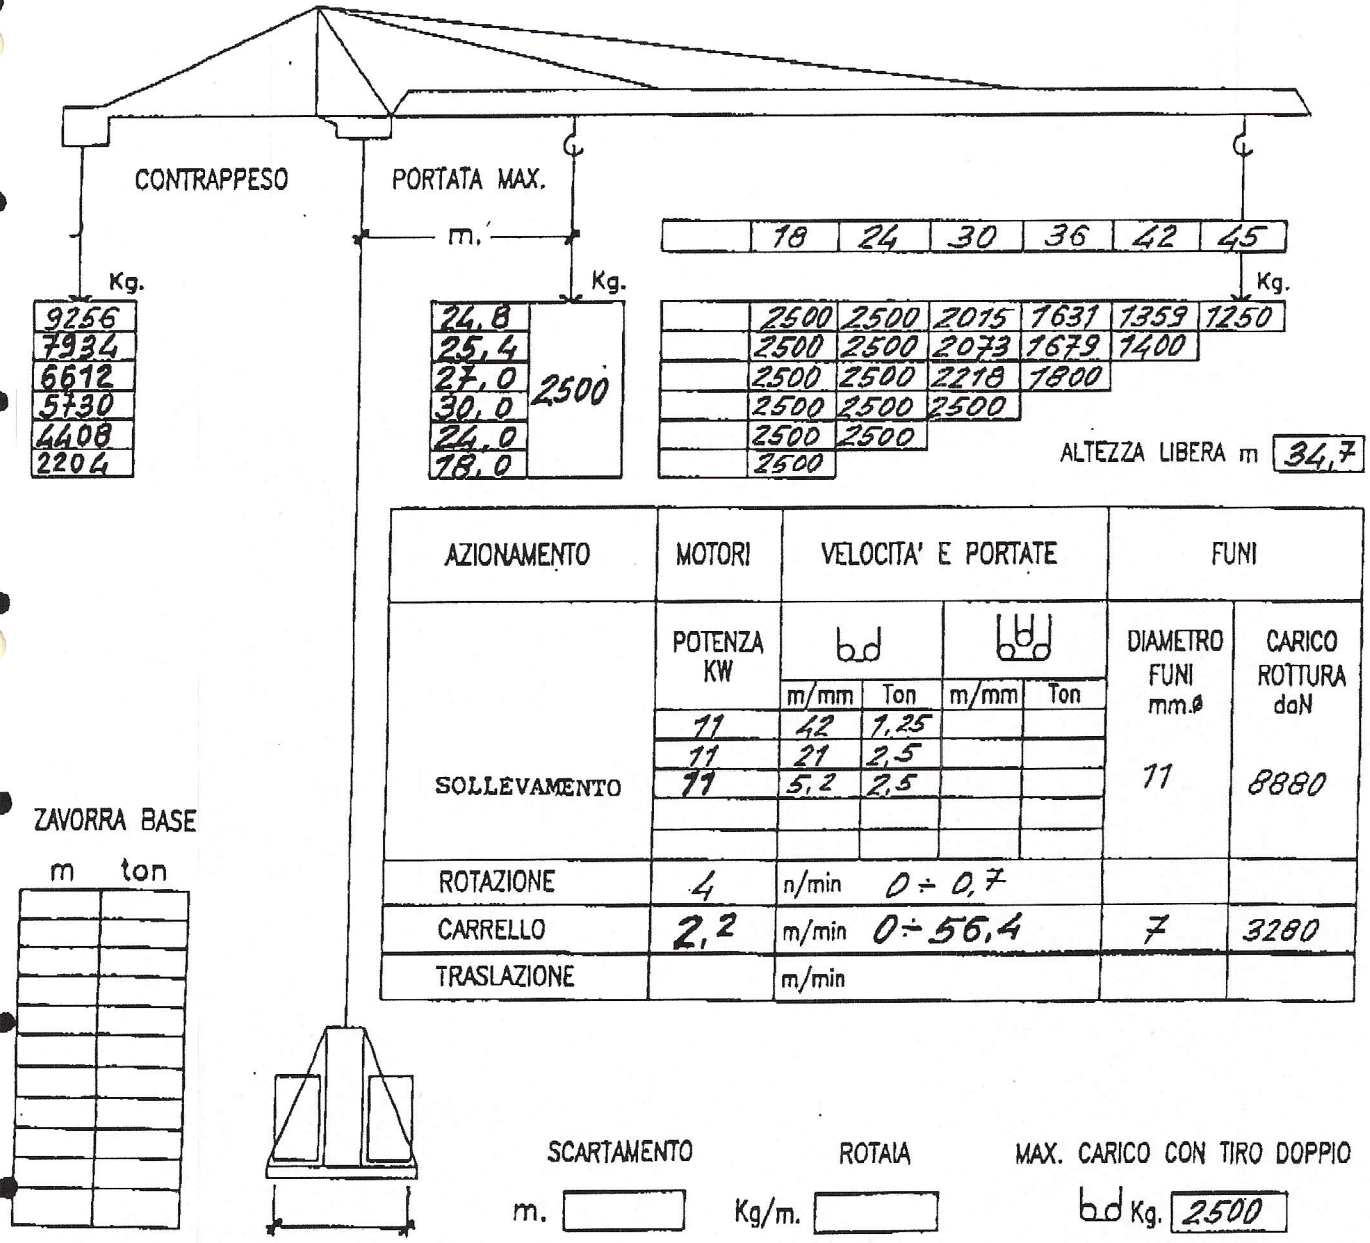 CONTRAPPESO PORTATA MAX.
m.
18 24 30 36 42 45
Kg. Kg. Kg.
9256 24,8 2500 2500 2500 2015 1631 1359 1250
7934 25,4 2500 2500 2073 1679 1400
6612 27,0 2500 2500 2218 1800
5730 30,0 2500 2500 2500
4408 24,0 2500 2500
2204 18,0 2500
ALTEZZA LIBERA m 34,7
AZIONAMENTO MOTORI VELOCITA' E PORTATE FUNI
POTENZA KW DIAMETRO FUNI mm.ø CARICO ROTTURA daN
m/mm Ton m/mm Ton
11 42 1,25
11 21 2,5
SOLLEVAMENTO 11 5,2 2,5 11 8880
ROTAZIONE 4 n/min 0 ÷ 0,7
CARRELLO 2,2 m/min 0÷56,4 7 3280
TRASLAZIONE m/min
ZAVORRA BASE
m ton
SCARTAMENTO ROTAIA MAX. CARICO CON TIRO DOPPIO
m. Kg/m. Kg. 2500